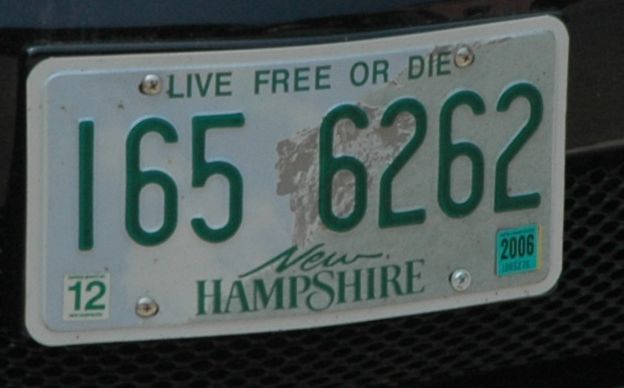 LIVE FREE OR DIE
165 6262
New
HAMPSHIRE
12
2006